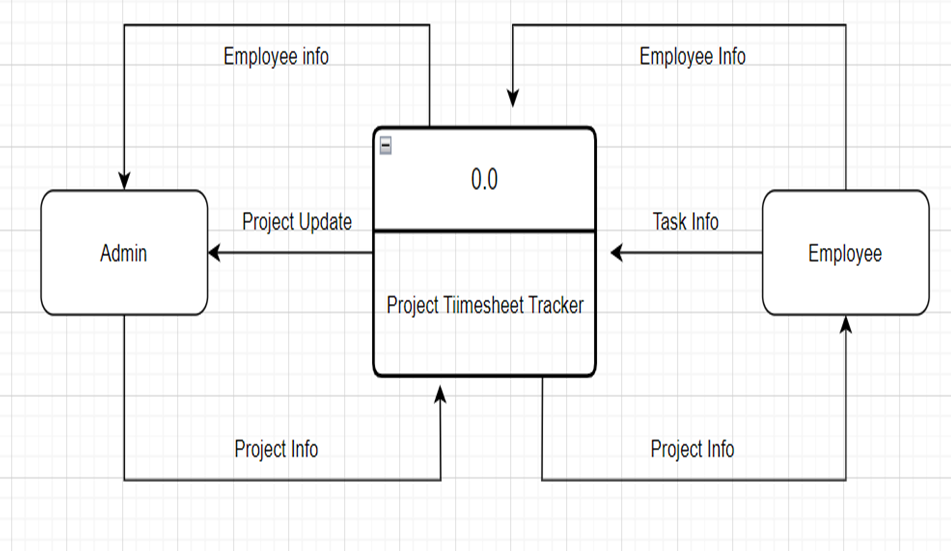 Employee info
Employee Info
0.0
Project Update
Task Info
Admin
Employee
Project Tiimesheet Tracker
Project Info
Project Info